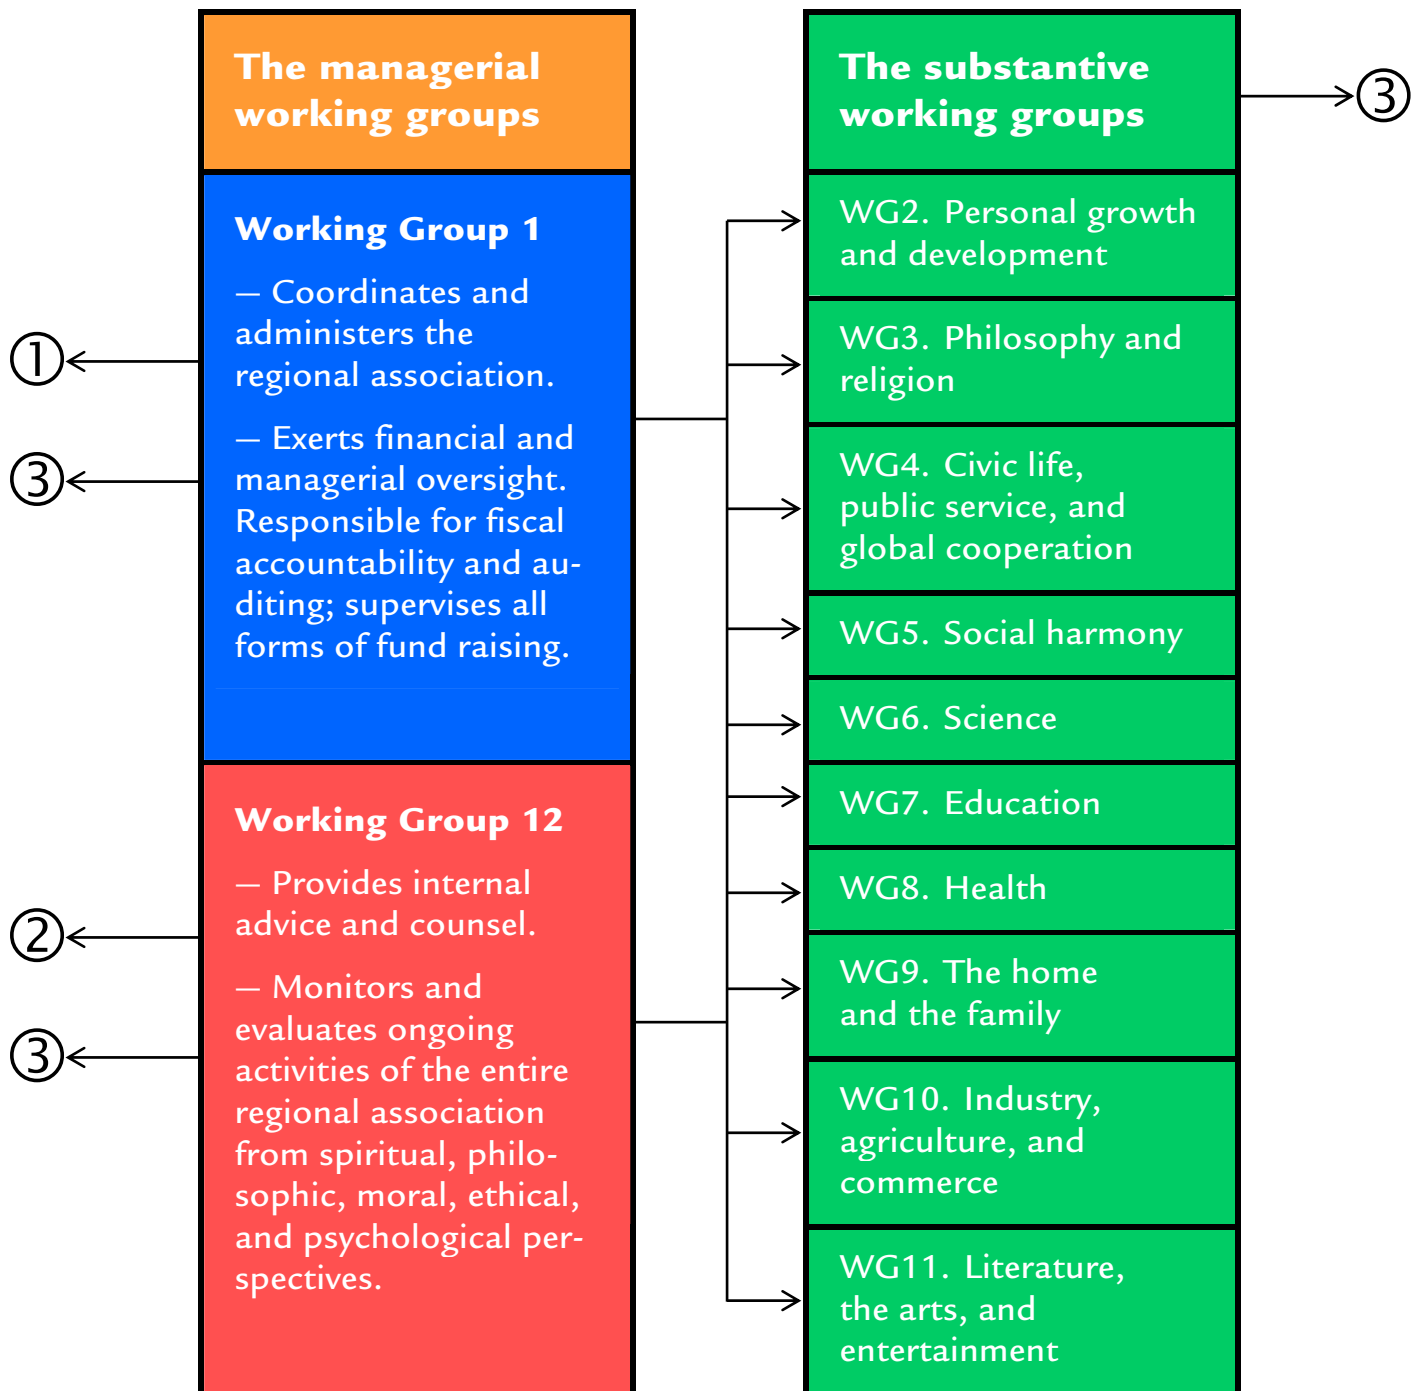 The managerial
working groups
Working Group 1
— Coordinates and
administers the
regional association.
— Exerts financial and
managerial oversight.
Responsible for fiscal
accountability and au-
diting; supervises all
forms of fund raising.
Working Group 12
— Provides internal
advice and counsel.
— Monitors and
evaluates ongoing
activities of the entire
regional association
from spiritual, philo-
sophic, moral, ethical,
and psychological per-
spectives.
①
③
②
③
The substantive
working groups
③
WG2. Personal growth
and development
WG3. Philosophy and
religion
WG4. Civic life,
public service, and
global cooperation
WG5. Social harmony
WG6. Science
WG7. Education
WG8. Health
WG9. The home
and the family
WG10. Industry,
agriculture, and
commerce
WG11. Literature,
the arts, and
entertainment